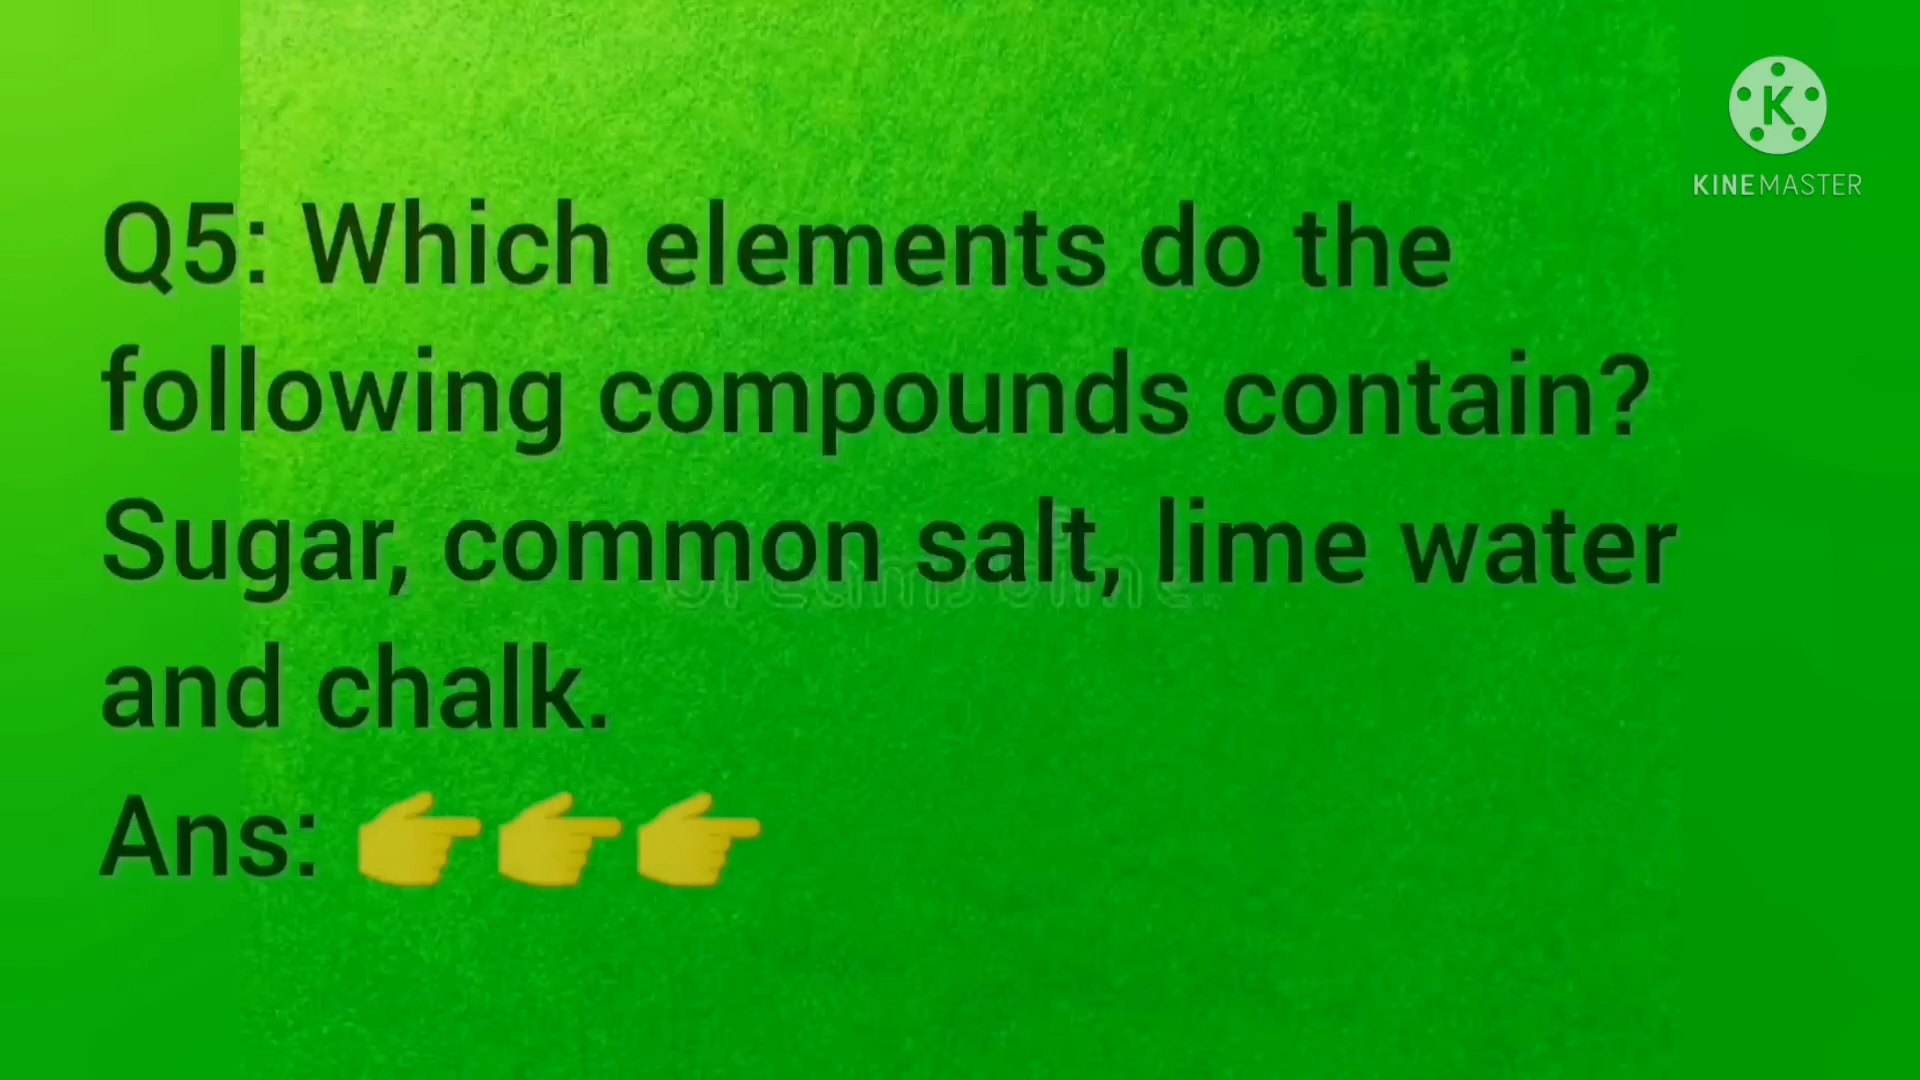 KINEMASTER
Q5: Which elements do the
following compounds contain?
Sugar, common salt, lime water
and chalk.
Ans: 👉👉👉